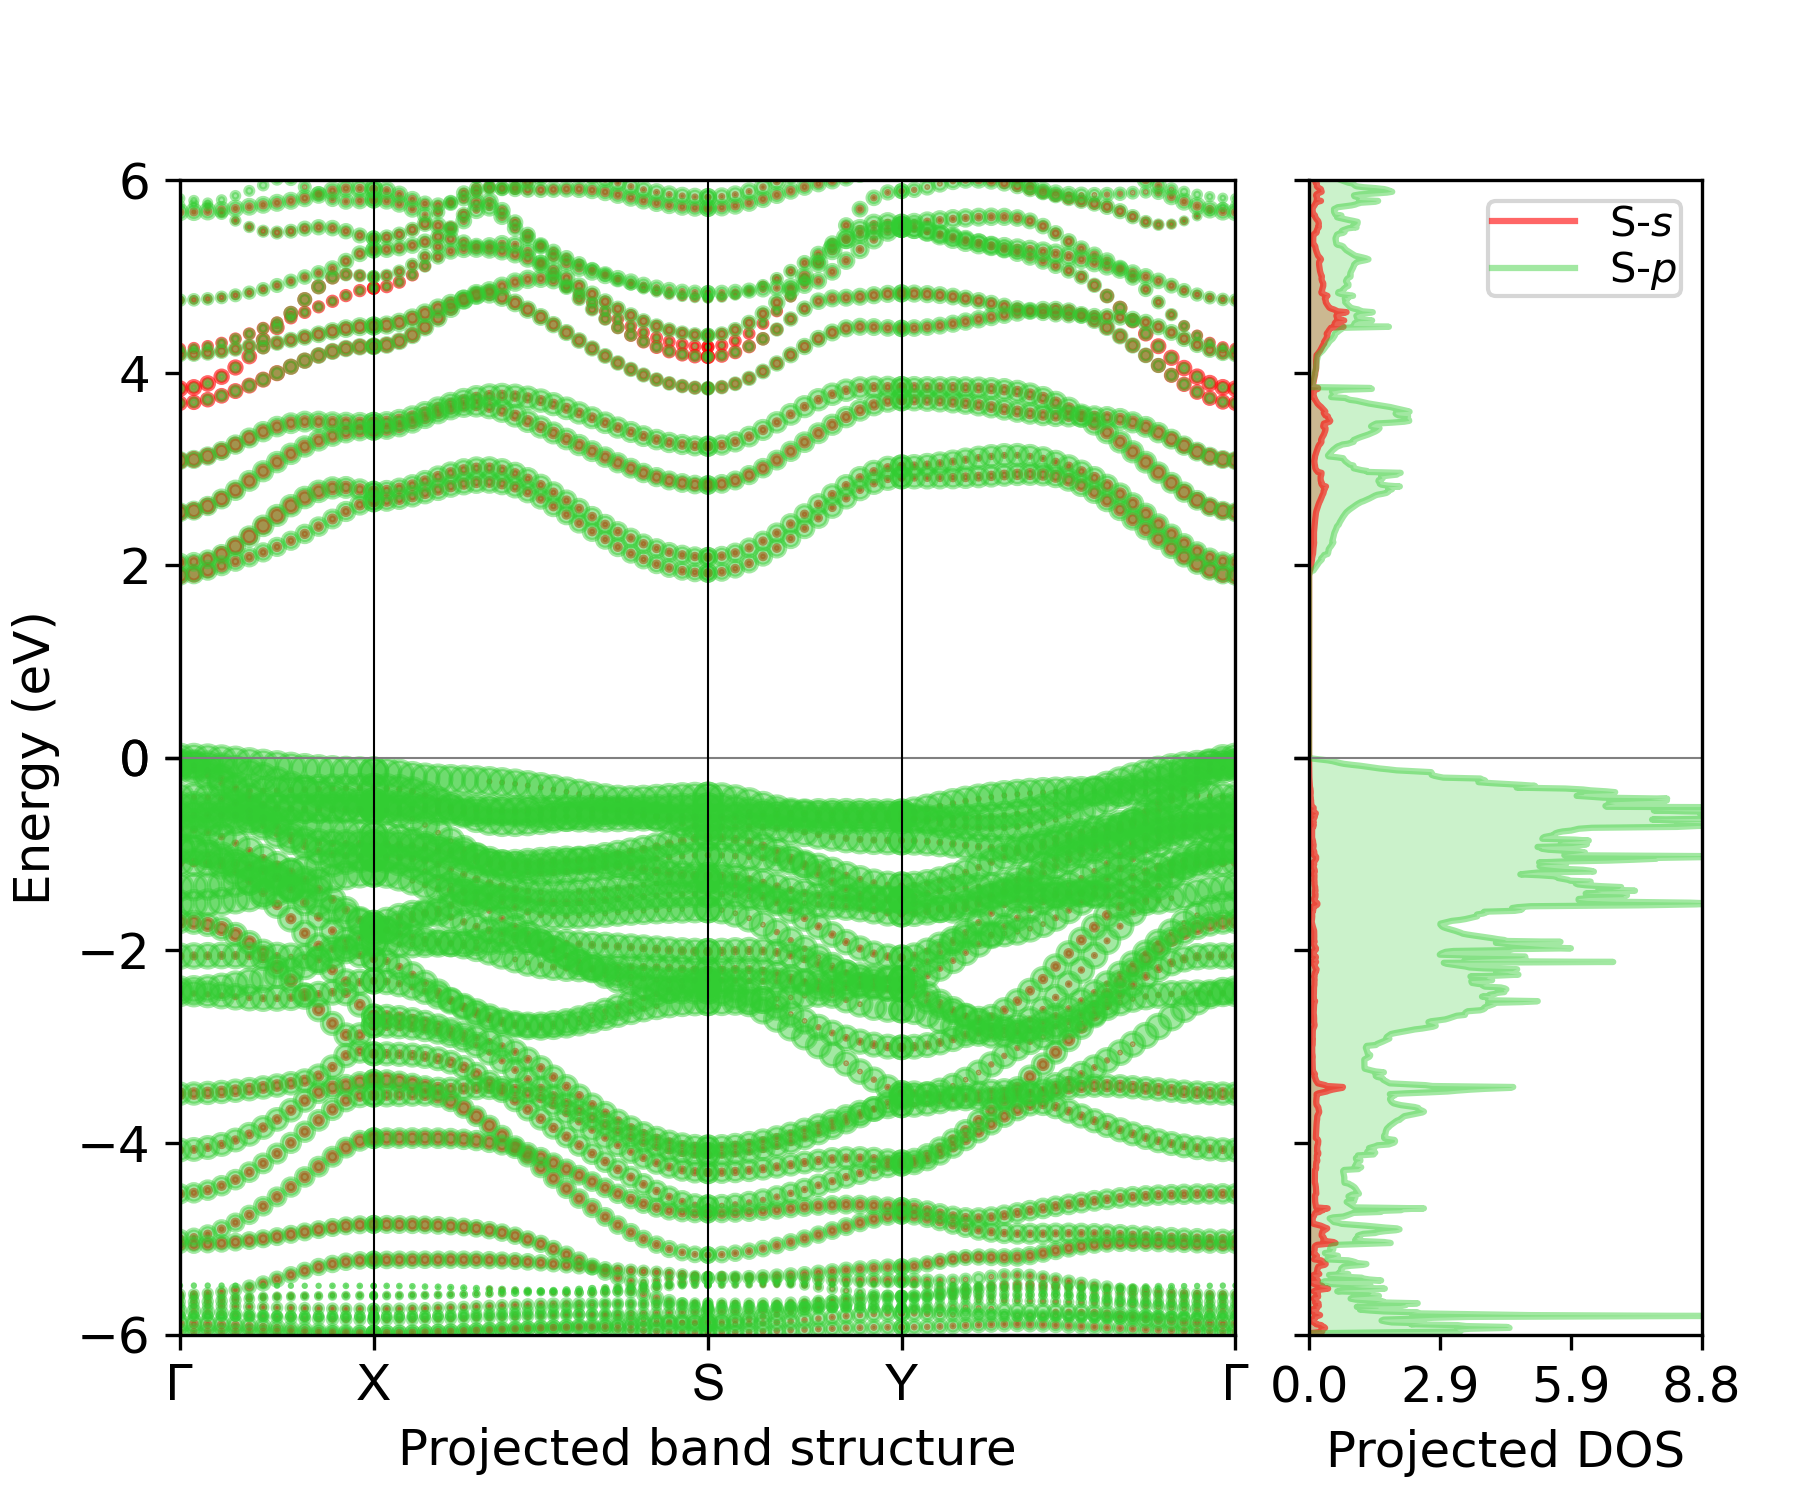 6
4
2
0
−2
−4
−6
Energy (eV)
Γ X S Y Γ
Projected band structure
S-s
S-p
0.0 2.9 5.9 8.8
Projected DOS